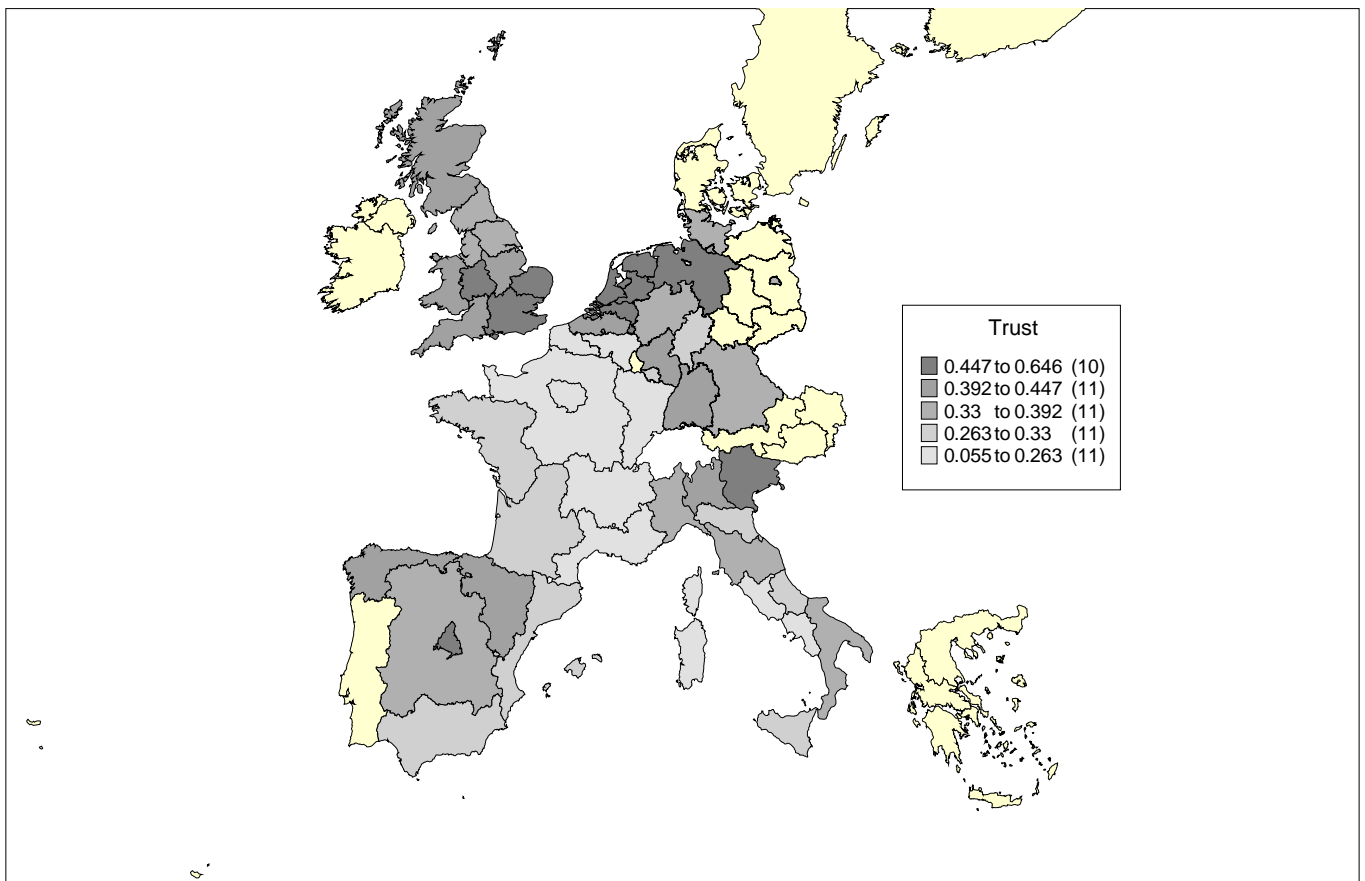 Trust
0.447 to 0.646 (10)
0.392 to 0.447 (11)
0.33 to 0.392 (11)
0.263 to 0.33 (11)
0.055 to 0.263 (11)